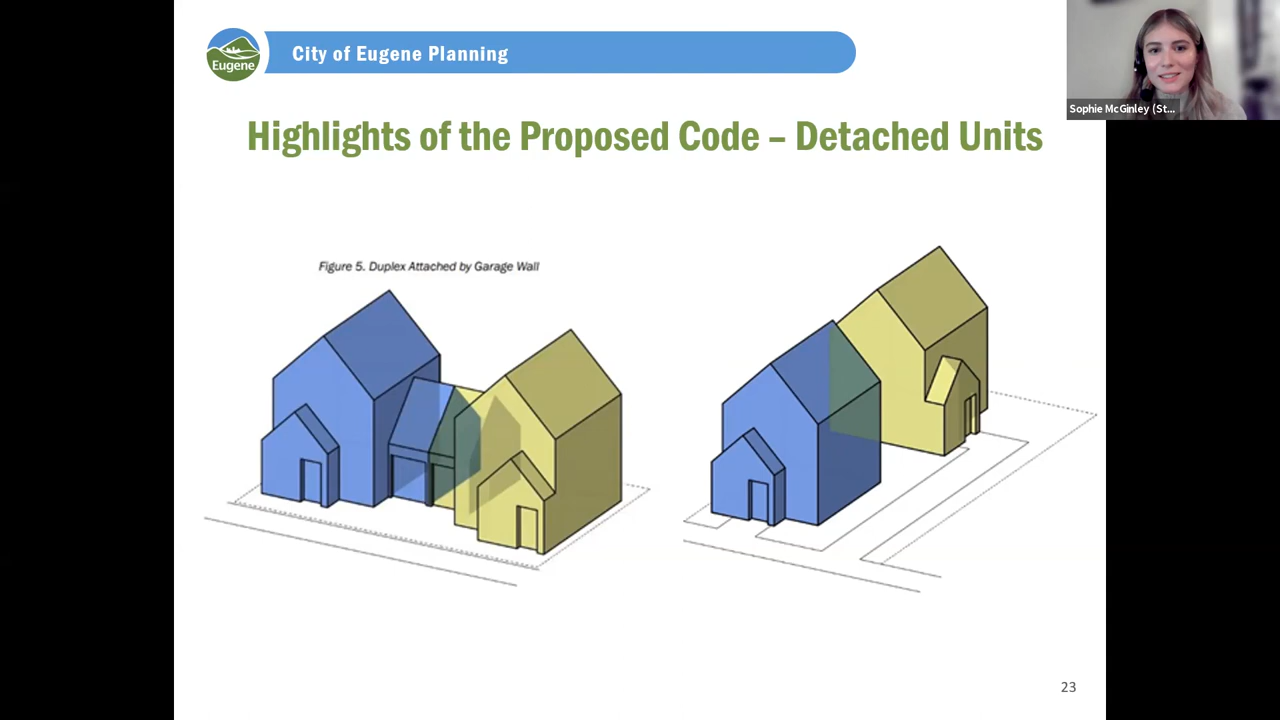 City of Eugene Planning
Eugene
Sophie McGinley (St...
Highlights of the Proposed Code – Detached Units
Figure 5. Duplex Attached by Garage Wall
23